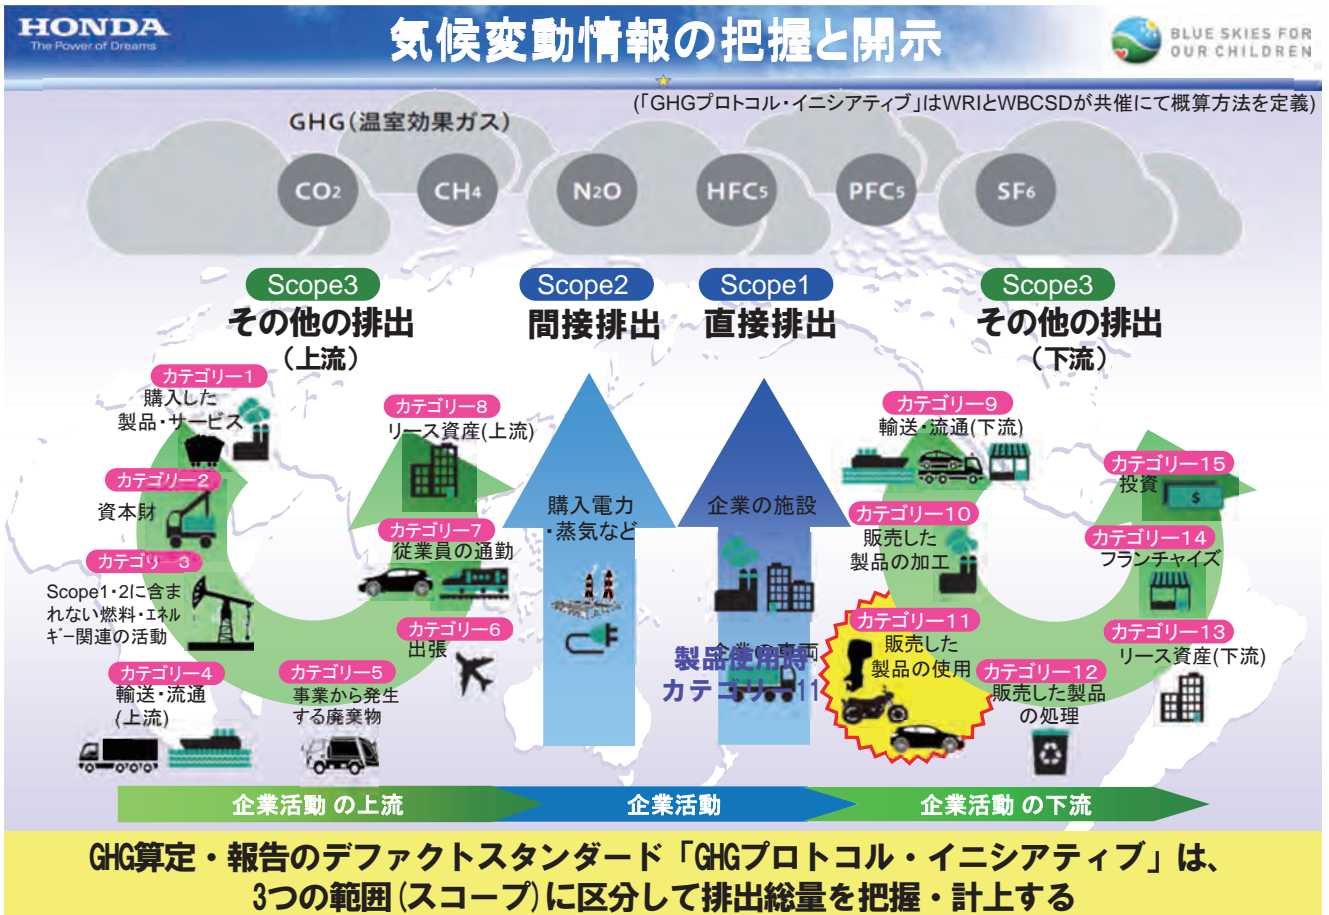 HONDA
The Power of Dreams
気候変動情報の把握と開示
BLUE SKIES FOR
OUR CHILDREN
(「GHGプロトコル・イニシアティブ」はWRIとWBCSDが共催にて概算方法を定義)
GHG(温室効果ガス)
CO2
CH4
N2O
HFC5
PFC5
SF6
Scope3
その他の排出
(上流)
Scope2
間接排出
Scope1
直接排出
Scope3
その他の排出
(下流)
カテゴリー1
購入した
製品・サービス
カテゴリー2
資本財
カテゴリー3
Scope1・2に含ま
れない燃料・エネル
ギー関連の活動
カテゴリー4
輸送・流通
(上流)
カテゴリー5
事業から発生
する廃棄物
カテゴリー6
出張
カテゴリー7
従業員の通勤
カテゴリー8
リース資産(上流)
購入電力
・蒸気など
企業の施設
企業の車両
製品使用時
カテゴリー11
カテゴリー9
輸送・流通(下流)
カテゴリー10
販売した
製品の加工
カテゴリー11
販売した
製品の使用
カテゴリー12
販売した製品
の処理
カテゴリー13
リース資産(下流)
カテゴリー14
フランチャイズ
カテゴリー15
投資
$
企業活動 の上流
企業活動
企業活動 の下流
GHG算定・報告のデファクトスタンダード「GHGプロトコル・イニシアティブ」は、
3つの範囲(スコープ)に区分して排出総量を把握・計上する